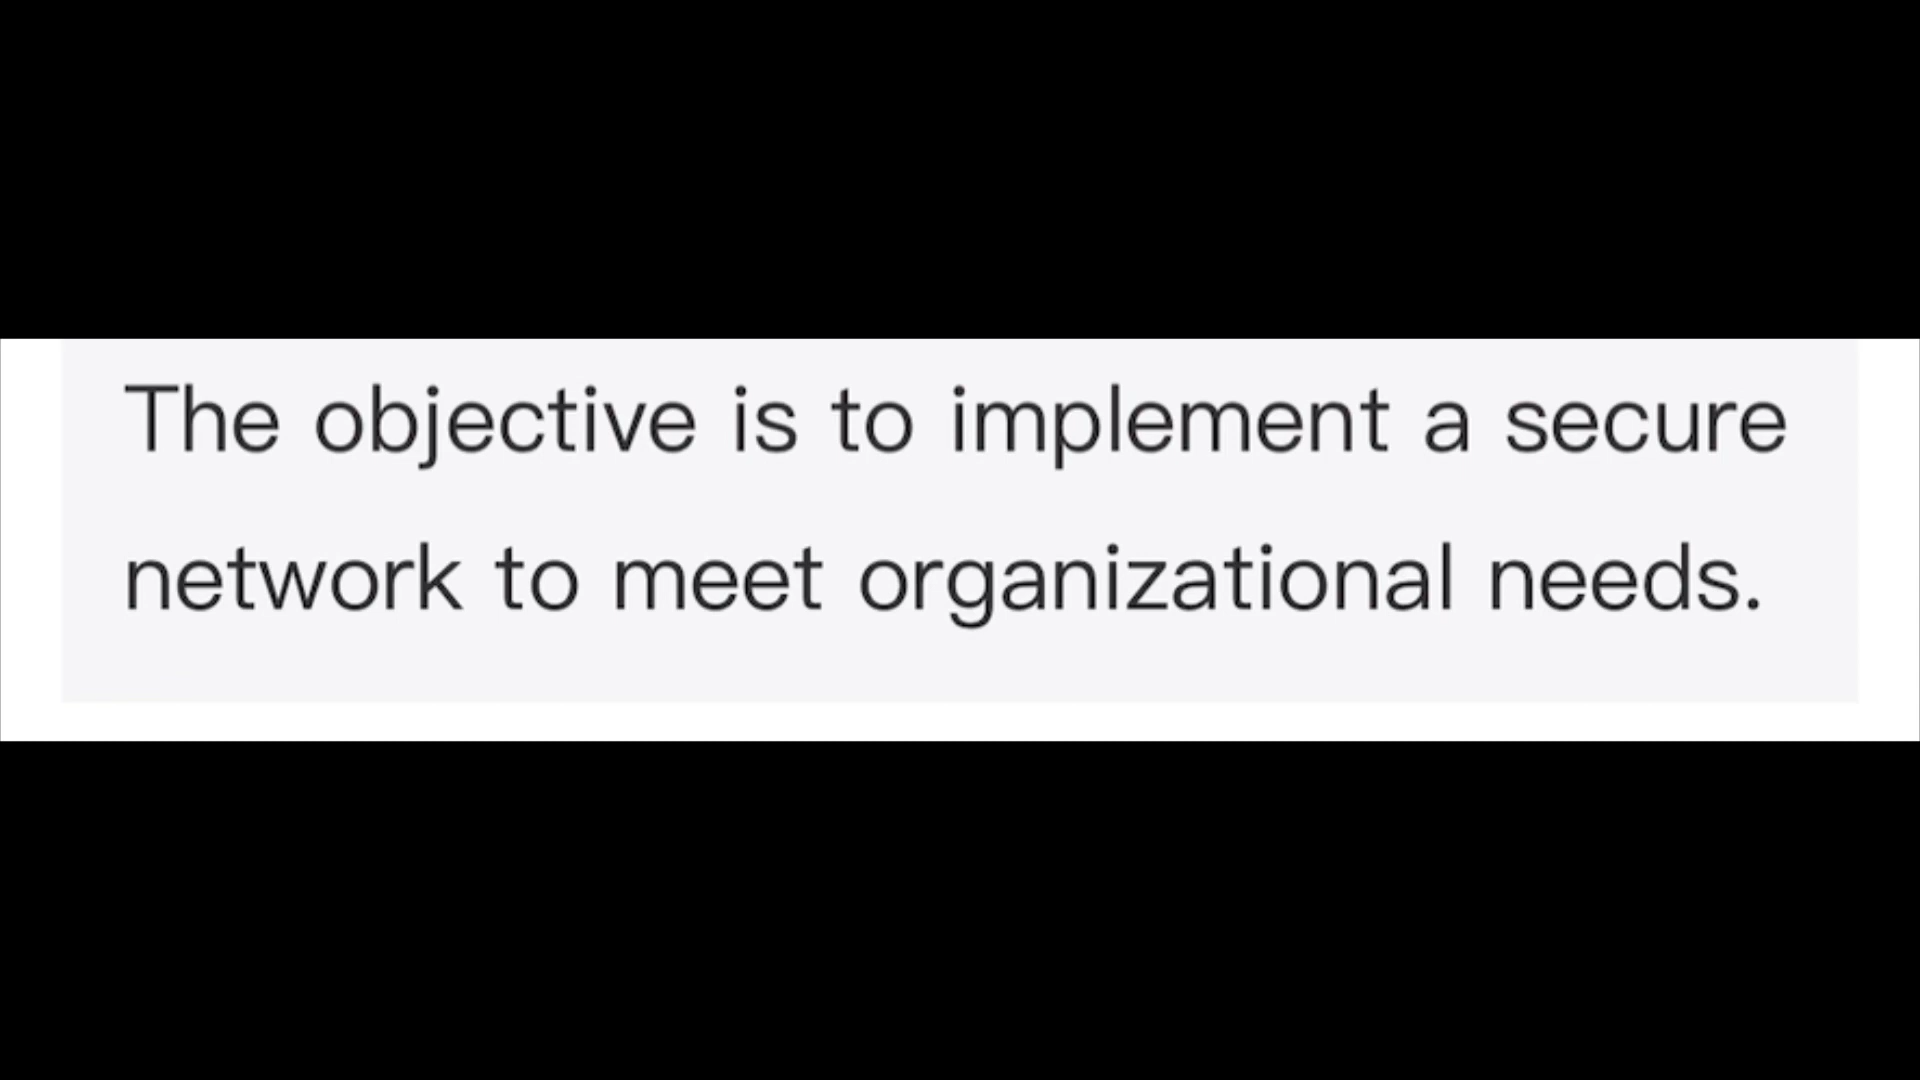 The objective is to implement a secure
network to meet organizational needs.